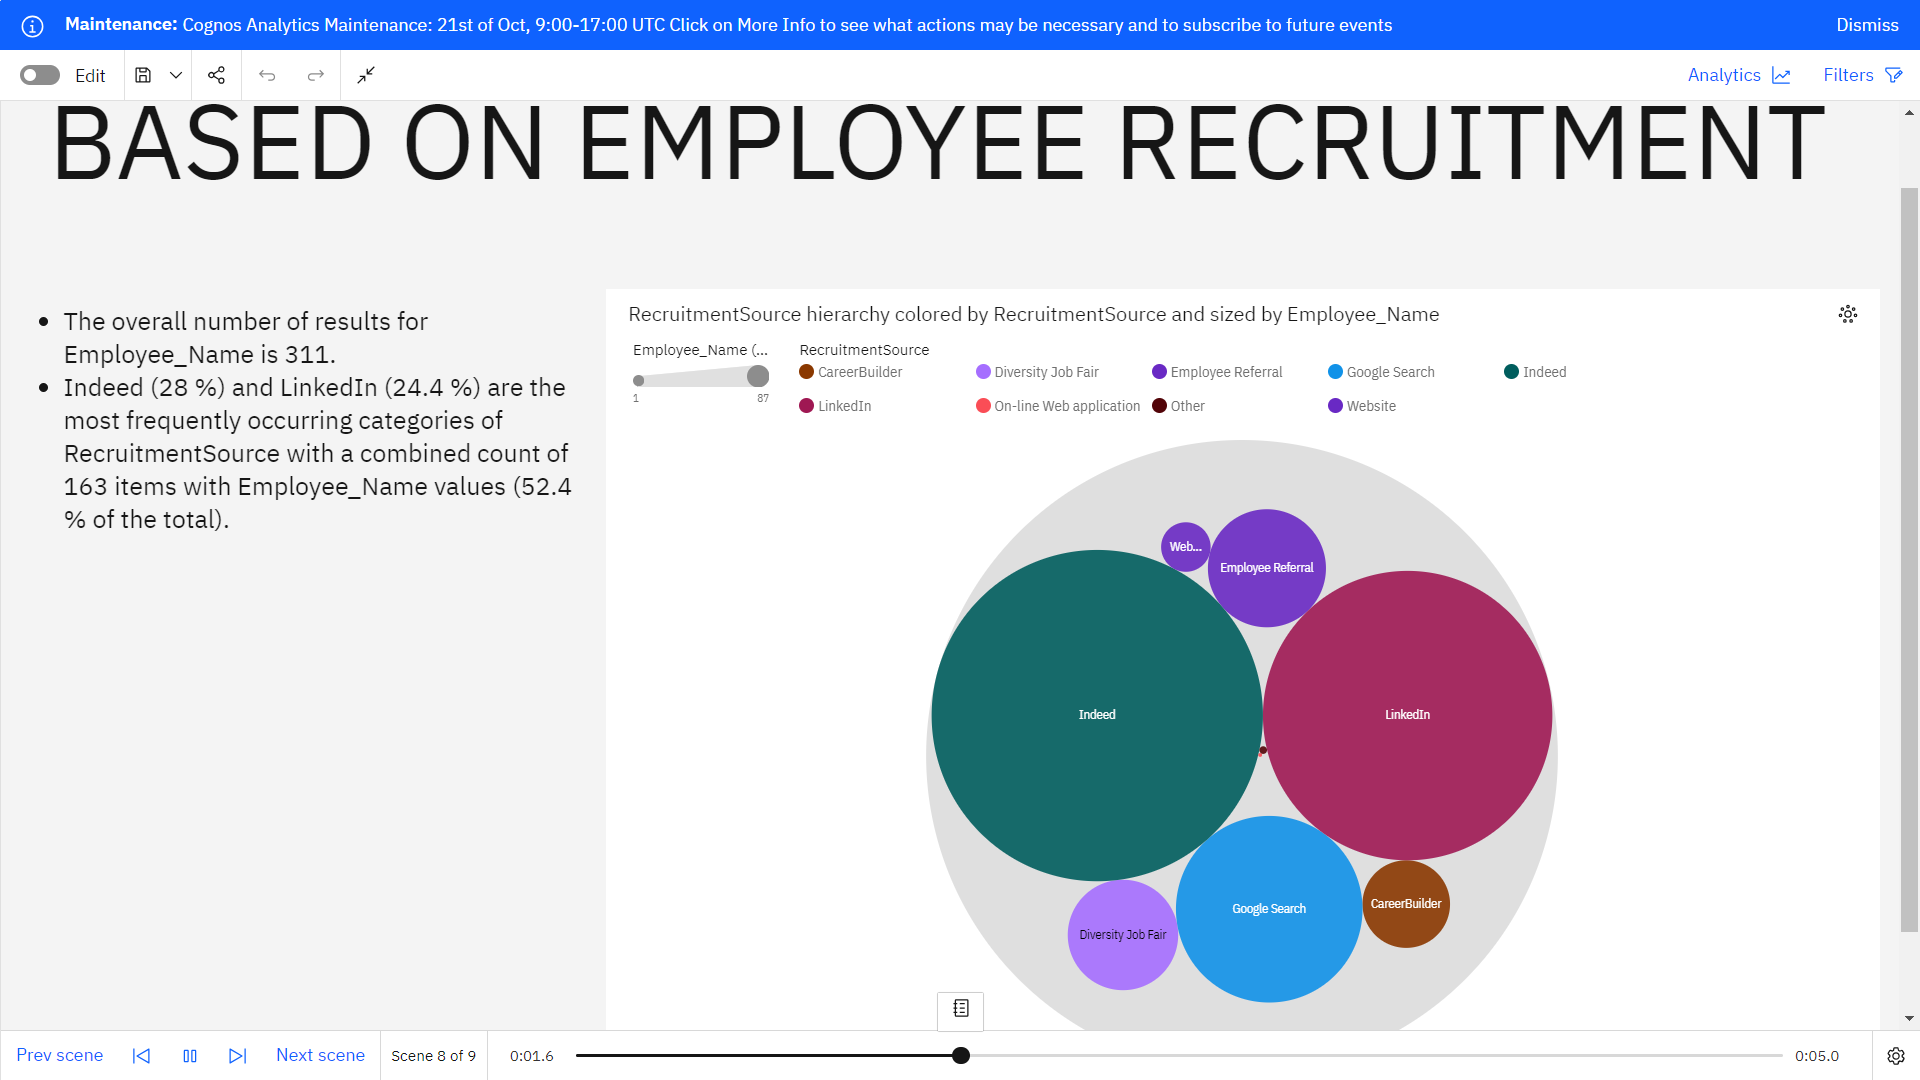 Maintenance: Cognos Analytics Maintenance: 21st of Oct, 9:00-17:00 UTC Click on More Info to see what actions may be necessary and to subscribe to future events
Dismiss
Edit
Analytics
Filters
BASED ON EMPLOYEE RECRUITMENT
• The overall number of results for
Employee_Name is 311.
• Indeed (28 %) and LinkedIn (24.4 %) are the
most frequently occurring categories of
RecruitmentSource with a combined count of
163 items with Employee_Name values (52.4
% of the total).
RecruitmentSource hierarchy colored by RecruitmentSource and sized by Employee_Name
Employee_Name (...
1
87
RecruitmentSource
CareerBuilder
Diversity Job Fair
Employee Referral
Google Search
Indeed
LinkedIn
On-line Web application
Other
Website
Web...
Employee Referral
Indeed
LinkedIn
Google Search
CareerBuilder
Diversity Job Fair
Prev scene
Next scene
Scene 8 of 9
0:01.6
0:05.0